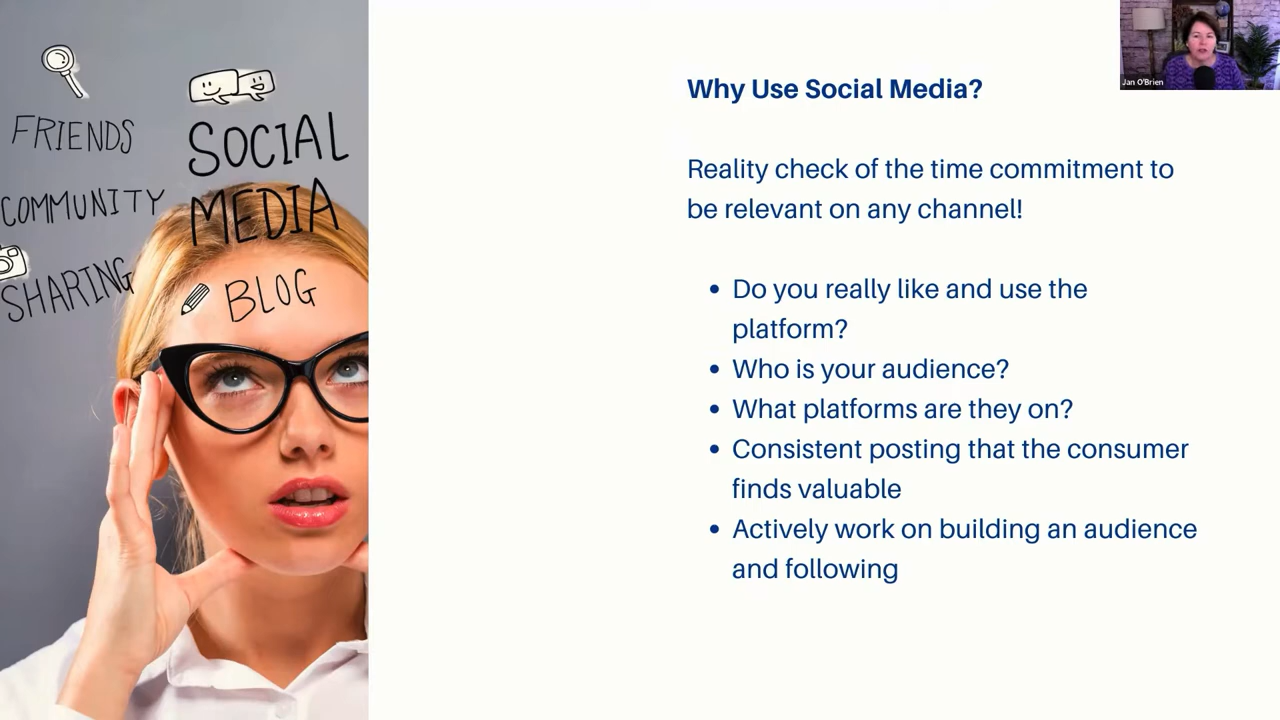 FRIENDS
SOCIAL
MEDIA
COMMUNITY
SHARING
BLOG
Why Use Social Media?
Reality check of the time commitment to
be relevant on any channel!
• Do you really like and use the
platform?
• Who is your audience?
• What platforms are they on?
• Consistent posting that the consumer
finds valuable
• Actively work on building an audience
and following
Jan O'Brien